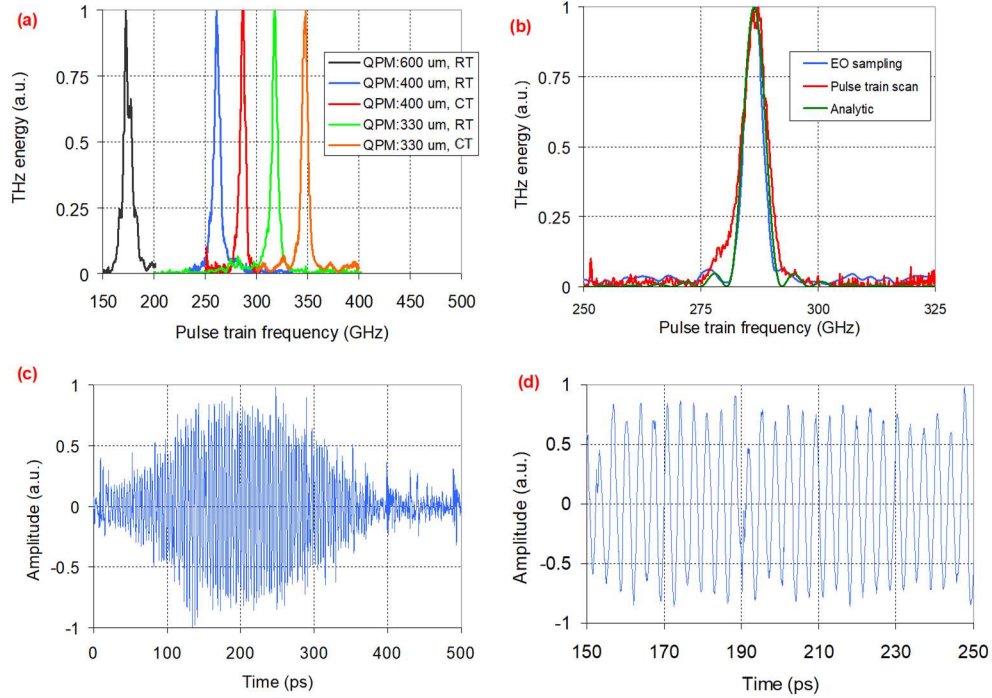 (a)
THz energy (a.u.)
1
0.75
0.5
0.25
0
150 200 250 300 350 400 450 500
Pulse train frequency (GHz)
QPM:600 um, RT
QPM:400 um, RT
QPM:400 um, CT
QPM:330 um, RT
QPM:330 um, CT
(b)
THz energy (a.u.)
1
0.75
0.5
0.25
0
250 275 300 325
Pulse train frequency (GHz)
EO sampling
Pulse train scan
Analytic
(c)
Amplitude (a.u.)
1
0.5
0
-0.5
-1
0 100 200 300 400 500
Time (ps)
(d)
Amplitude (a.u.)
1
0.5
0
-0.5
-1
150 170 190 210 230 250
Time (ps)